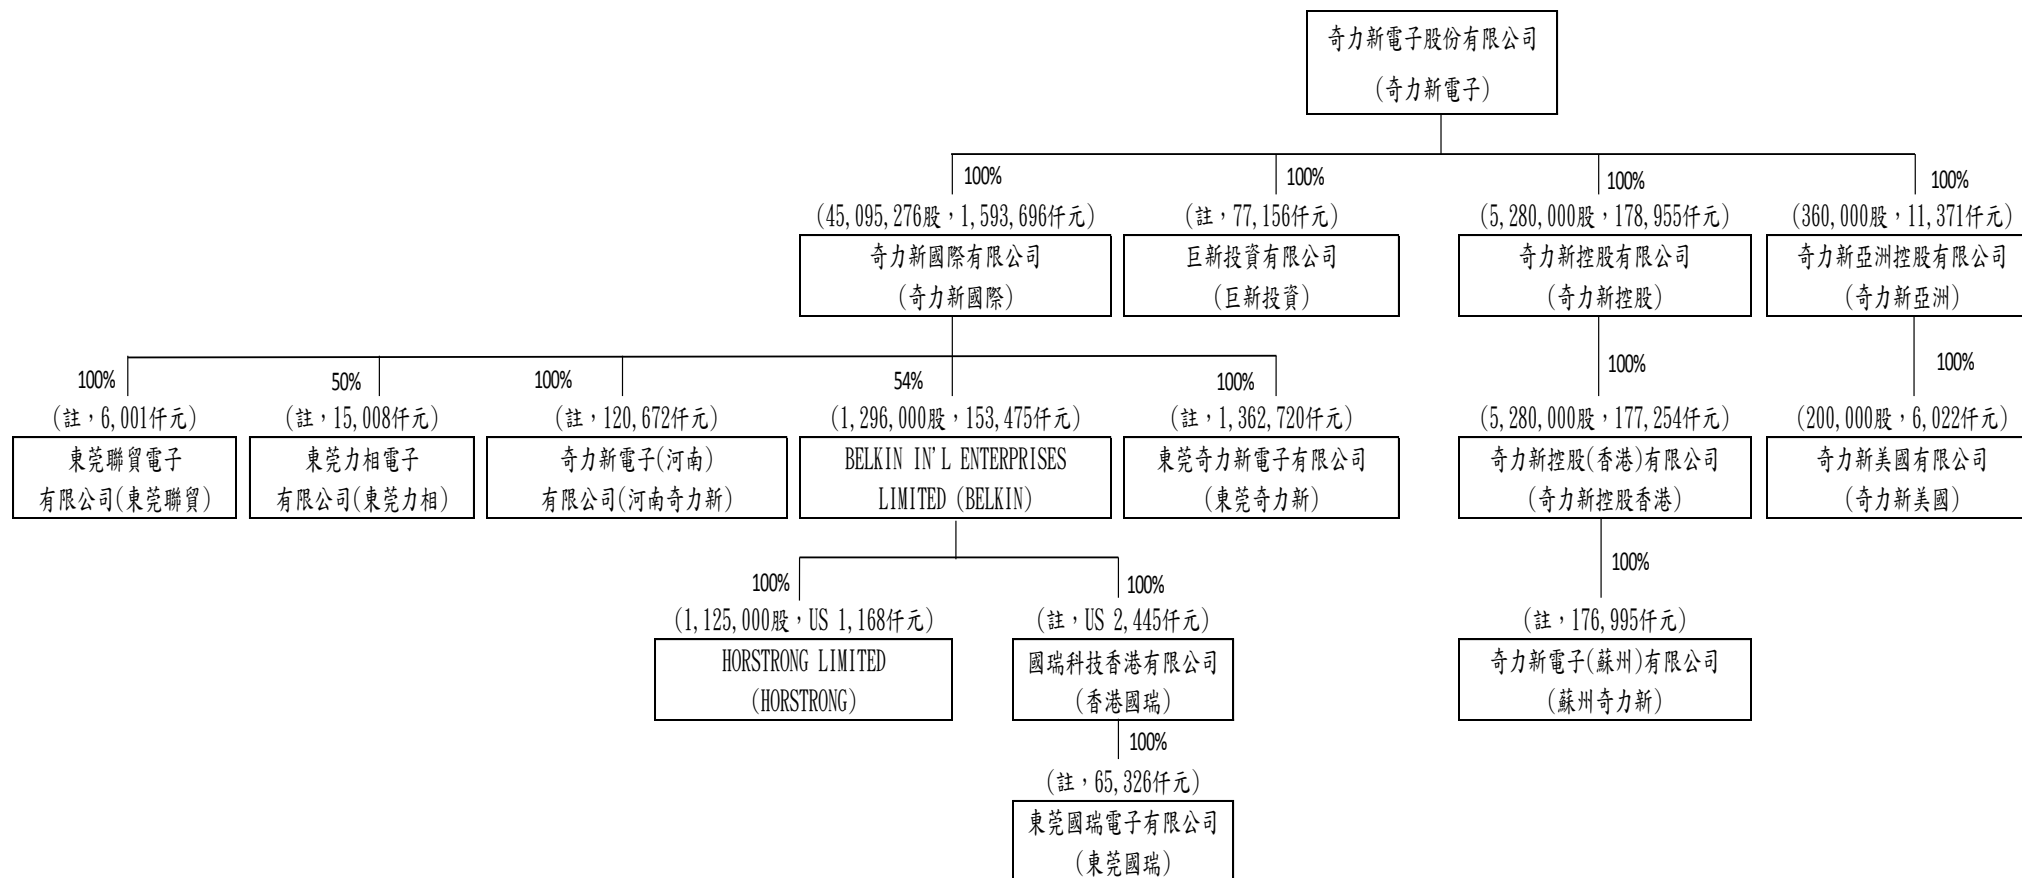 奇力新電子股份有限公司
(奇力新電子)
100%
100%
100%
100%
(45,095,276股，1,593,696仟元)
(註，77,156仟元)
(5,280,000股，178,955仟元)
(360,000股，11,371仟元)
奇力新國際有限公司
(奇力新國際)
巨新投資有限公司
(巨新投資)
奇力新控股有限公司
(奇力新控股)
奇力新亞洲控股有限公司
(奇力新亞洲)
100%
50%
100%
54%
100%
100%
100%
(註，6,001仟元)
(註，15,008仟元)
(註，120,672仟元)
(1,296,000股，153,475仟元)
(註，1,362,720仟元)
(5,280,000股，177,254仟元)
(200,000股，6,022仟元)
東莞聯貿電子
有限公司(東莞聯貿)
東莞力相電子
有限公司(東莞力相)
奇力新電子(河南)
有限公司(河南奇力新)
BELKIN IN'L ENTERPRISES
LIMITED (BELKIN)
東莞奇力新電子有限公司
(東莞奇力新)
奇力新控股(香港)有限公司
(奇力新控股香港)
奇力新美國有限公司
(奇力新美國)
100%
100%
100%
(1,125,000股，US 1,168仟元)
(註，US 2,445仟元)
(註，176,995仟元)
HORSTRONG LIMITED
(HORSTRONG)
國瑞科技香港有限公司
(香港國瑞)
奇力新電子(蘇州)有限公司
(蘇州奇力新)
100%
(註，65,326仟元)
東莞國瑞電子有限公司
(東莞國瑞)